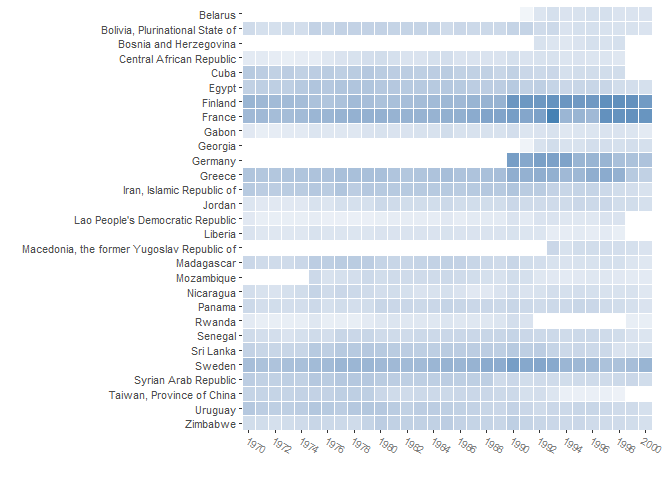 Belarus
Bolivia, Plurinational State of
Bosnia and Herzegovina
Central African Republic
Cuba
Egypt
Finland
France
Gabon
Georgia
Germany
Greece
Iran, Islamic Republic of
Jordan
Lao People's Democratic Republic
Liberia
Macedonia, the former Yugoslav Republic of
Madagascar
Mozambique
Nicaragua
Panama
Rwanda
Senegal
Sri Lanka
Sweden
Syrian Arab Republic
Taiwan, Province of China
Uruguay
Zimbabwe
1970 1972 1974 1976 1978 1980 1982 1984 1986 1988 1990 1992 1994 1996 1998 2000